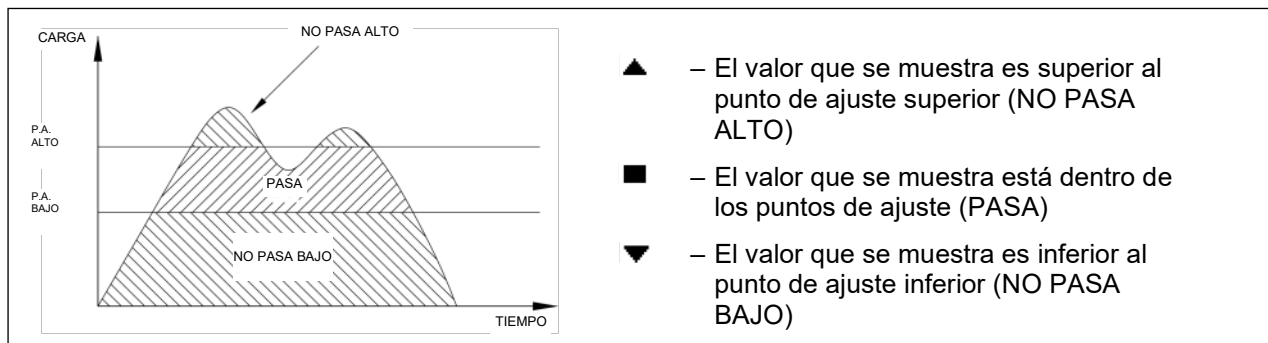 CARGA
NO PASA ALTO
P.A.
ALTO
PASA
P.A.
BAJO
NO PASA BAJO
TIEMPO
▲ – El valor que se muestra es superior al
punto de ajuste superior (NO PASA
ALTO)
■ – El valor que se muestra está dentro de
los puntos de ajuste (PASA)
▼ – El valor que se muestra es inferior al
punto de ajuste inferior (NO PASA
BAJO)